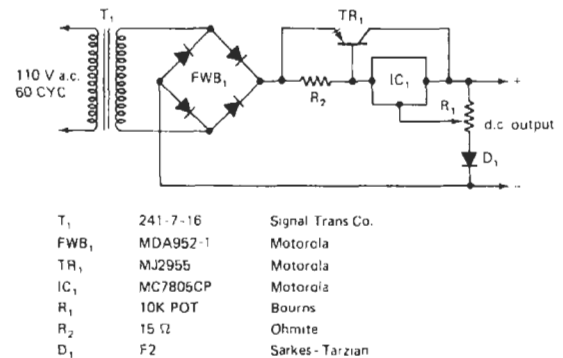 T1
TR1
110 V a.c.
60 CYC
FWB1
R2
IC1
R1
+
d.c. output
D1
–
T1 241-7-16 Signal Trans Co.
FWB1 MDA952-1 Motorola
TR1 MJ2955 Motorola
IC1 MC7805CP Motorola
R1 10K POT Bourns
R2 15 Ω Ohmite
D1 F2 Sarkes-Tarzian